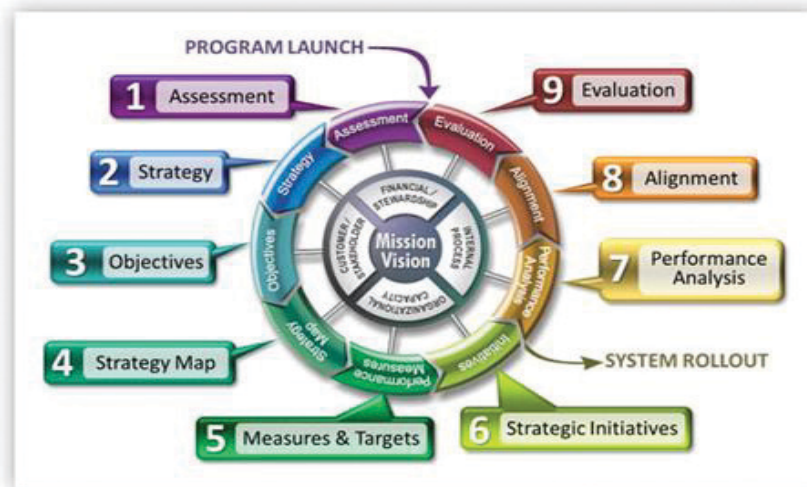 PROGRAM LAUNCH
1 Assessment
2 Strategy
3 Objectives
4 Strategy Map
5 Measures & Targets
6 Strategic Initiatives
SYSTEM ROLLOUT
7 Performance
Analysis
8 Alignment
9 Evaluation
Assessment
Strategy
Objectives
Strategy
Map
Performance
Measures
Initiatives
Performance
Analysis
Alignment
Evaluation
FINANCIAL/
STEWARDSHIP
CUSTOMER/
STAKEHOLDER
ORGANIZATIONAL
CAPACITY
INTERNAL
PROCESS
Mission
Vision